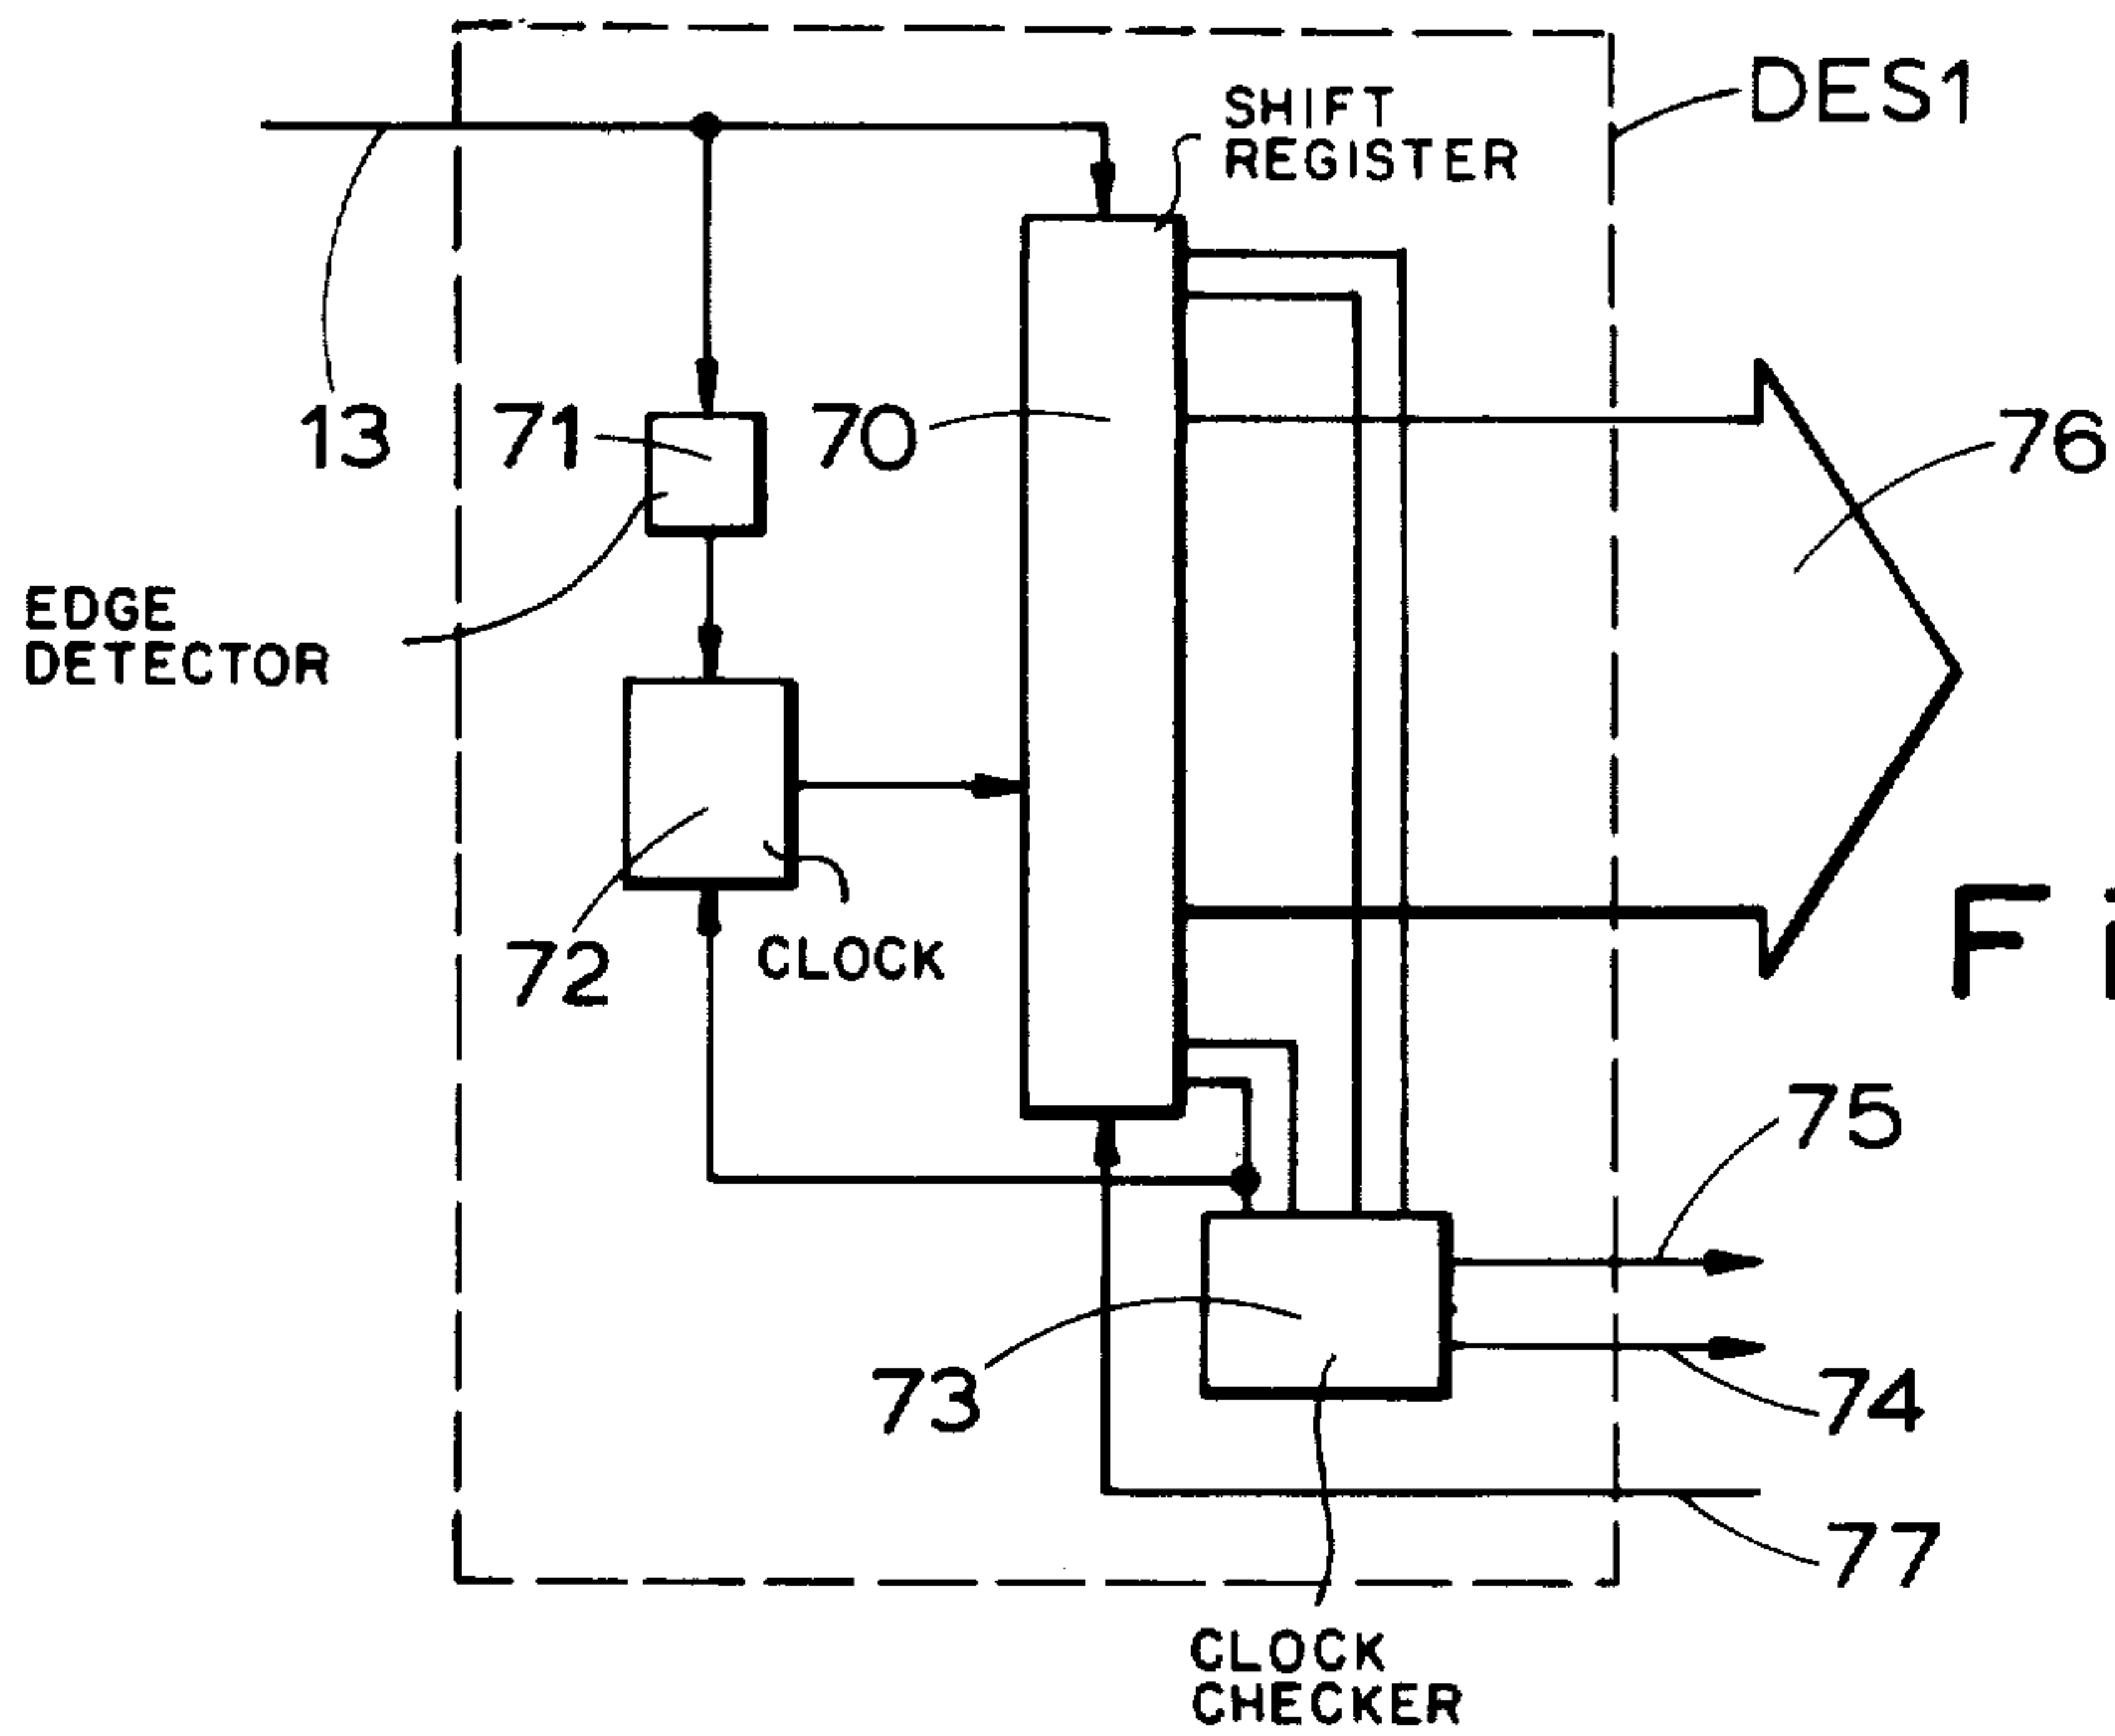 SHIFT
REGISTER
DES1
13
71
70
76
EDGE
DETECTOR
72
CLOCK
75
73
74
77
CLOCK
CHECKER